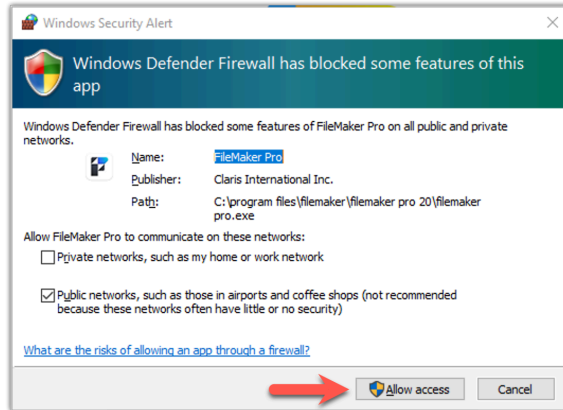 Windows Security Alert
Windows Defender Firewall has blocked some features of this
app
Windows Defender Firewall has blocked some features of FileMaker Pro on all public and private
networks.
Name: FileMaker Pro
Publisher: Claris International Inc.
Path: C:\program files\filemaker\filemaker pro 20\filemaker
pro.exe
Allow FileMaker Pro to communicate on these networks:
Private networks, such as my home or work network
Public networks, such as those in airports and coffee shops (not recommended
because these networks often have little or no security)
What are the risks of allowing an app through a firewall?
Allow access Cancel